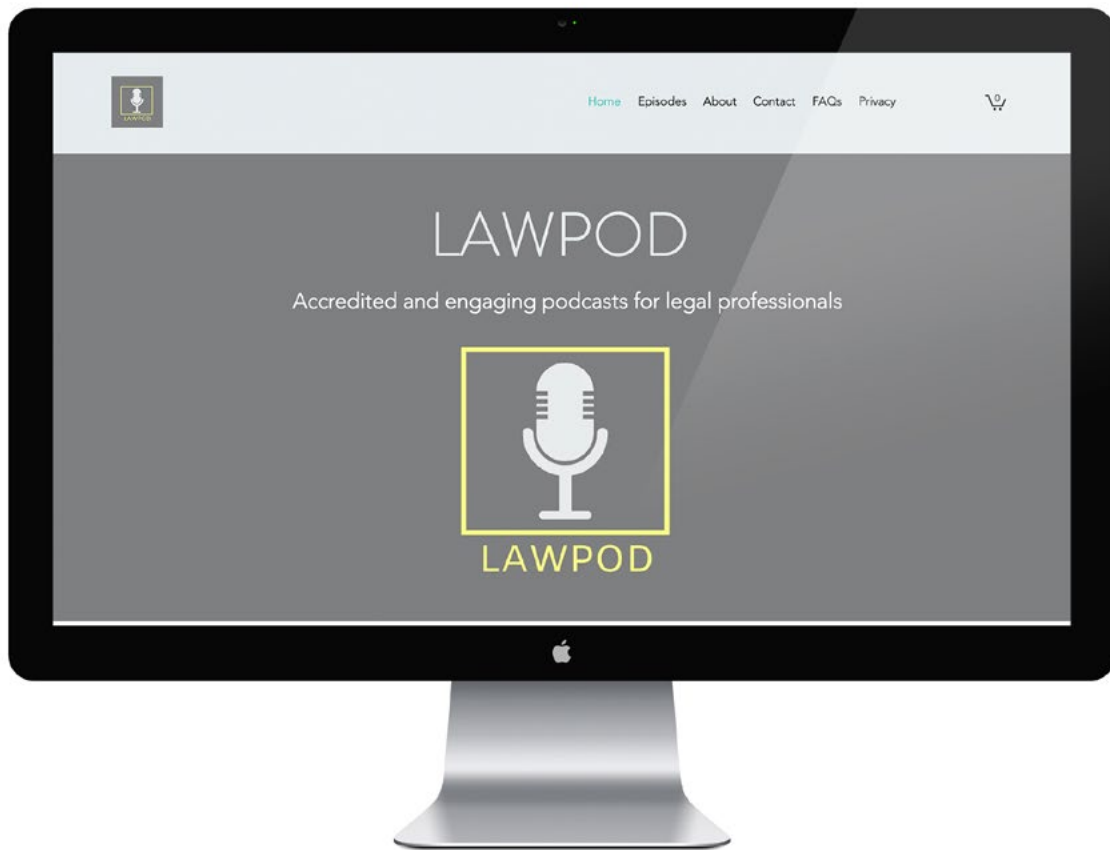 LAWPOD
Home Episodes About Contact FAQs Privacy
0
LAWPOD
Accredited and engaging podcasts for legal professionals
LAWPOD